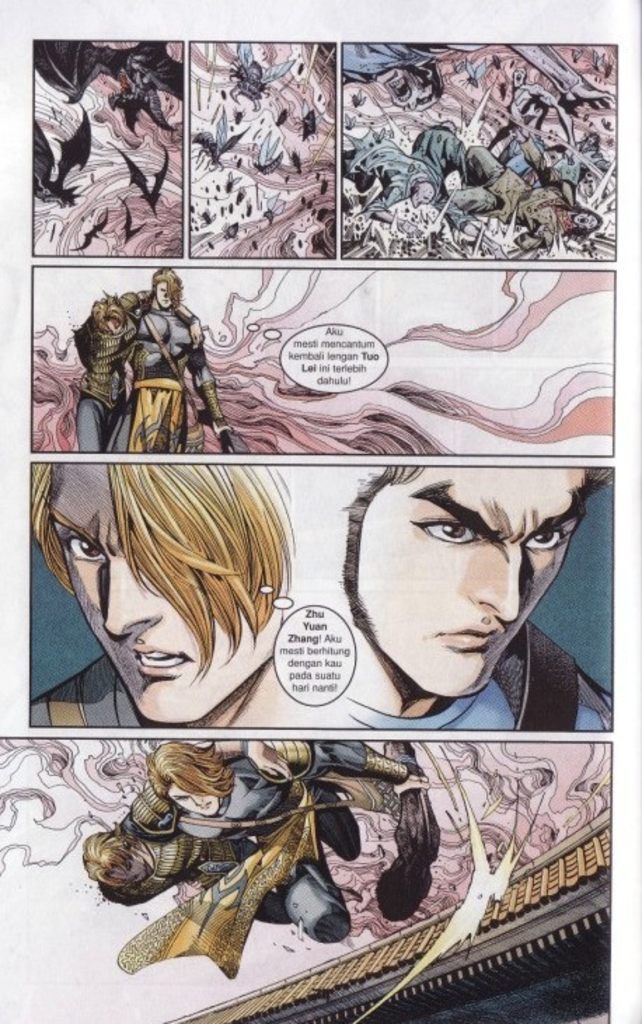 Aku
mesti mencantum
kembali lengan Tuo
Lei ini terlebih
dahulu!
Zhu
Yuan
Zhang! Aku
mesti berhitung
dengan kau
pada suatu
hari nanti!